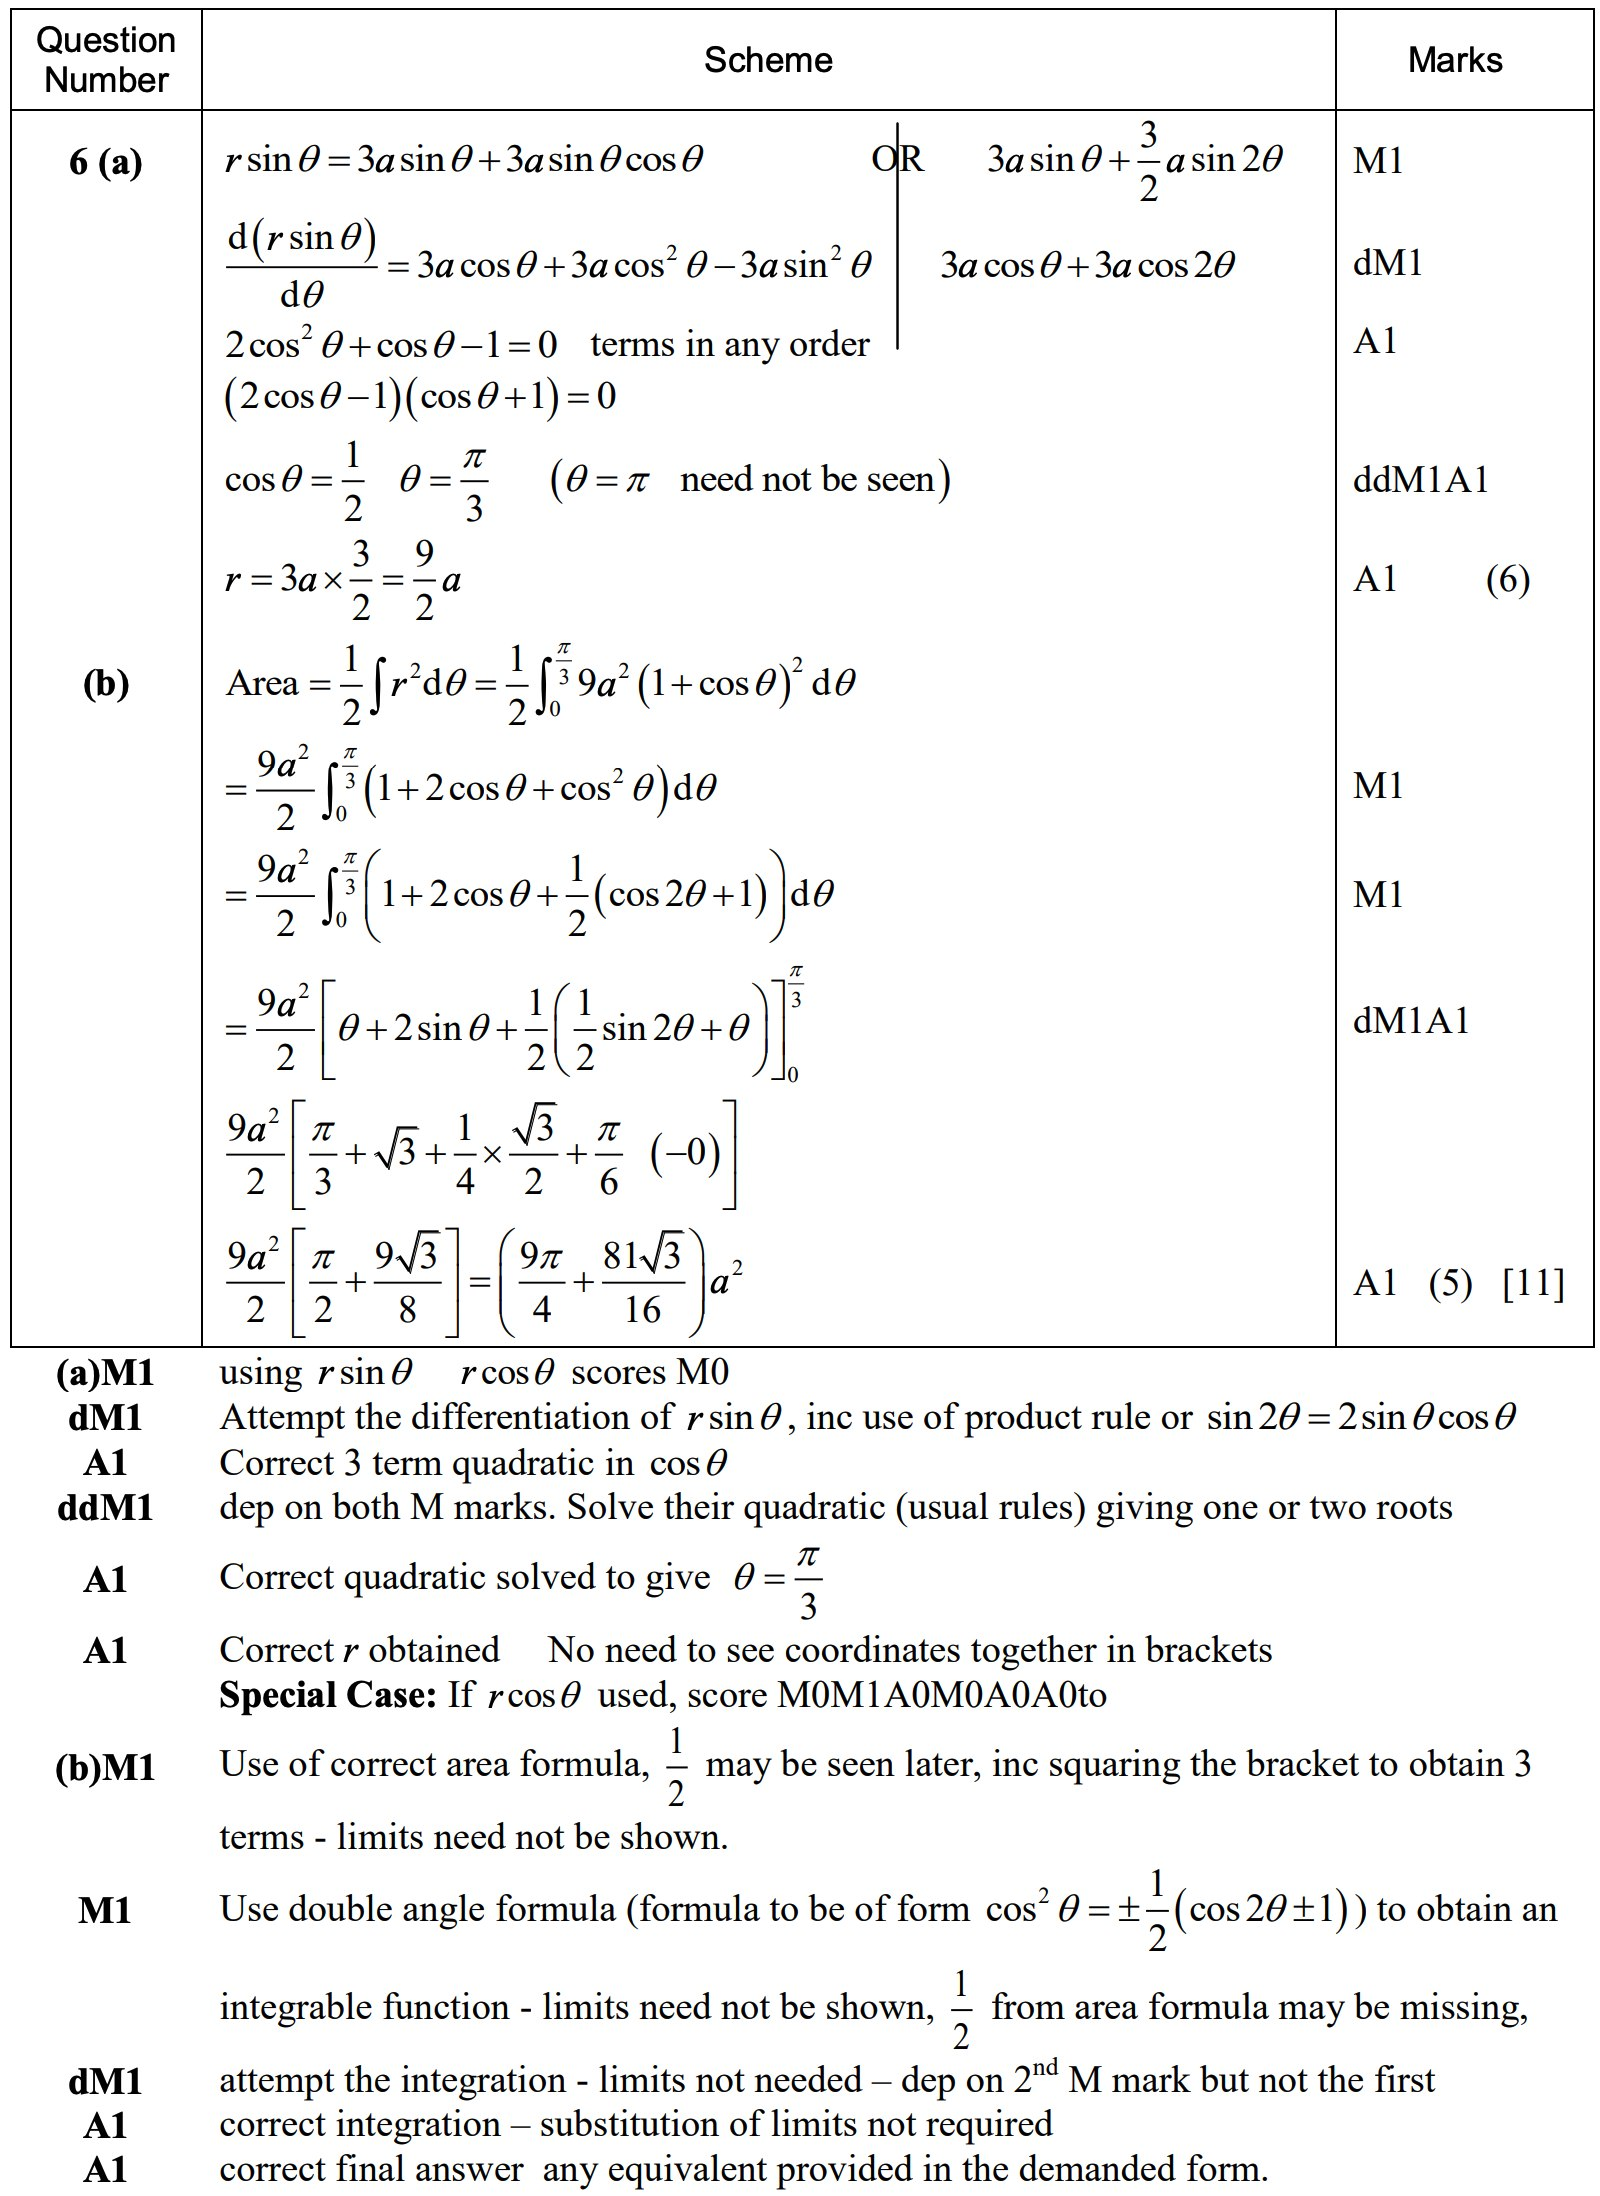 Question Number Scheme Marks
6 (a) r sin θ = 3a sin θ + 3a sin θ cos θ OR 3a sin θ + 3/2 a sin 2θ M1
d(r sin θ)/dθ = 3a cos θ + 3a cos² θ − 3a sin² θ 3a cos θ + 3a cos 2θ dM1
2cos² θ + cos θ − 1 = 0 terms in any order A1
(2cos θ − 1)(cos θ + 1) = 0
cos θ = 1/2 θ = π/3 (θ = π need not be seen) ddM1A1
r = 3a × 3/2 = 9/2 a A1 (6)
(b) Area = 1/2 ∫ r² dθ = 1/2 ∫₀^(π/3) 9a² (1 + cos θ)² dθ
= 9a²/2 ∫₀^(π/3) (1 + 2cos θ + cos² θ) dθ M1
= 9a²/2 ∫₀^(π/3) (1 + 2cos θ + 1/2 (cos 2θ + 1)) dθ M1
= 9a²/2 [θ + 2sin θ + 1/2 (1/2 sin 2θ + θ)]₀^(π/3) dM1A1
9a²/2 [π/3 + √3 + 1/4 × √3/2 + π/6 (−0)]
9a²/2 [π/2 + 9√3/8] = (9π/4 + 81√3/16) a² A1 (5) [11]
(a)M1 using r sin θ r cos θ scores M0
dM1 Attempt the differentiation of r sin θ, inc use of product rule or sin 2θ = 2 sin θ cos θ
A1 Correct 3 term quadratic in cos θ
ddM1 dep on both M marks. Solve their quadratic (usual rules) giving one or two roots
A1 Correct quadratic solved to give θ = π/3
A1 Correct r obtained No need to see coordinates together in brackets
Special Case: If r cos θ used, score M0M1A0M0A0A0to
(b)M1 Use of correct area formula, 1/2 may be seen later, inc squaring the bracket to obtain 3
terms - limits need not be shown.
M1 Use double angle formula (formula to be of form cos² θ = ±1/2 (cos 2θ ± 1)) to obtain an
integrable function - limits need not be shown, 1/2 from area formula may be missing,
dM1 attempt the integration - limits not needed – dep on 2nd M mark but not the first
A1 correct integration – substitution of limits not required
A1 correct final answer any equivalent provided in the demanded form.